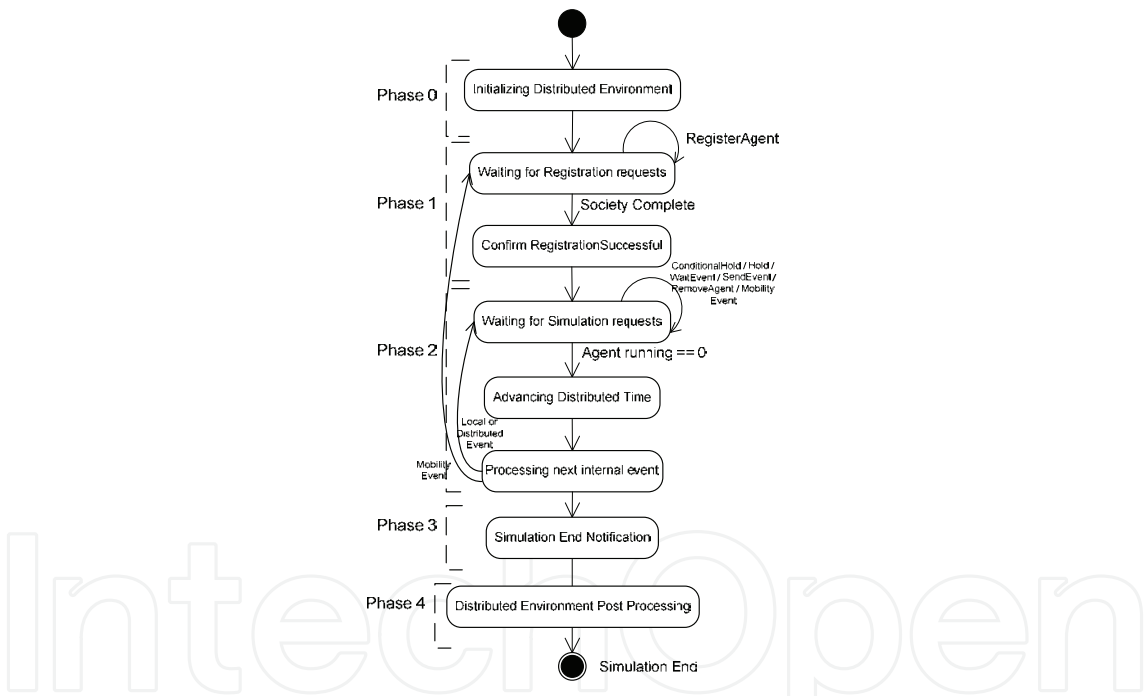 Phase 0
Initializing Distributed Environment
RegisterAgent
Waiting for Registration requests
Phase 1
Society Complete
Confirm RegistrationSuccessful
ConditionalHold / Hold /
WaitEvent / SendEvent /
RemoveAgent / Mobility
Event
Waiting for Simulation requests
Phase 2
Agent running == 0
Advancing Distributed Time
Local or
Distributed
Event
Mobility
Event
Processing next internal event
Phase 3
Simulation End Notification
Phase 4
Distributed Environment Post Processing
Simulation End
IntechOpen